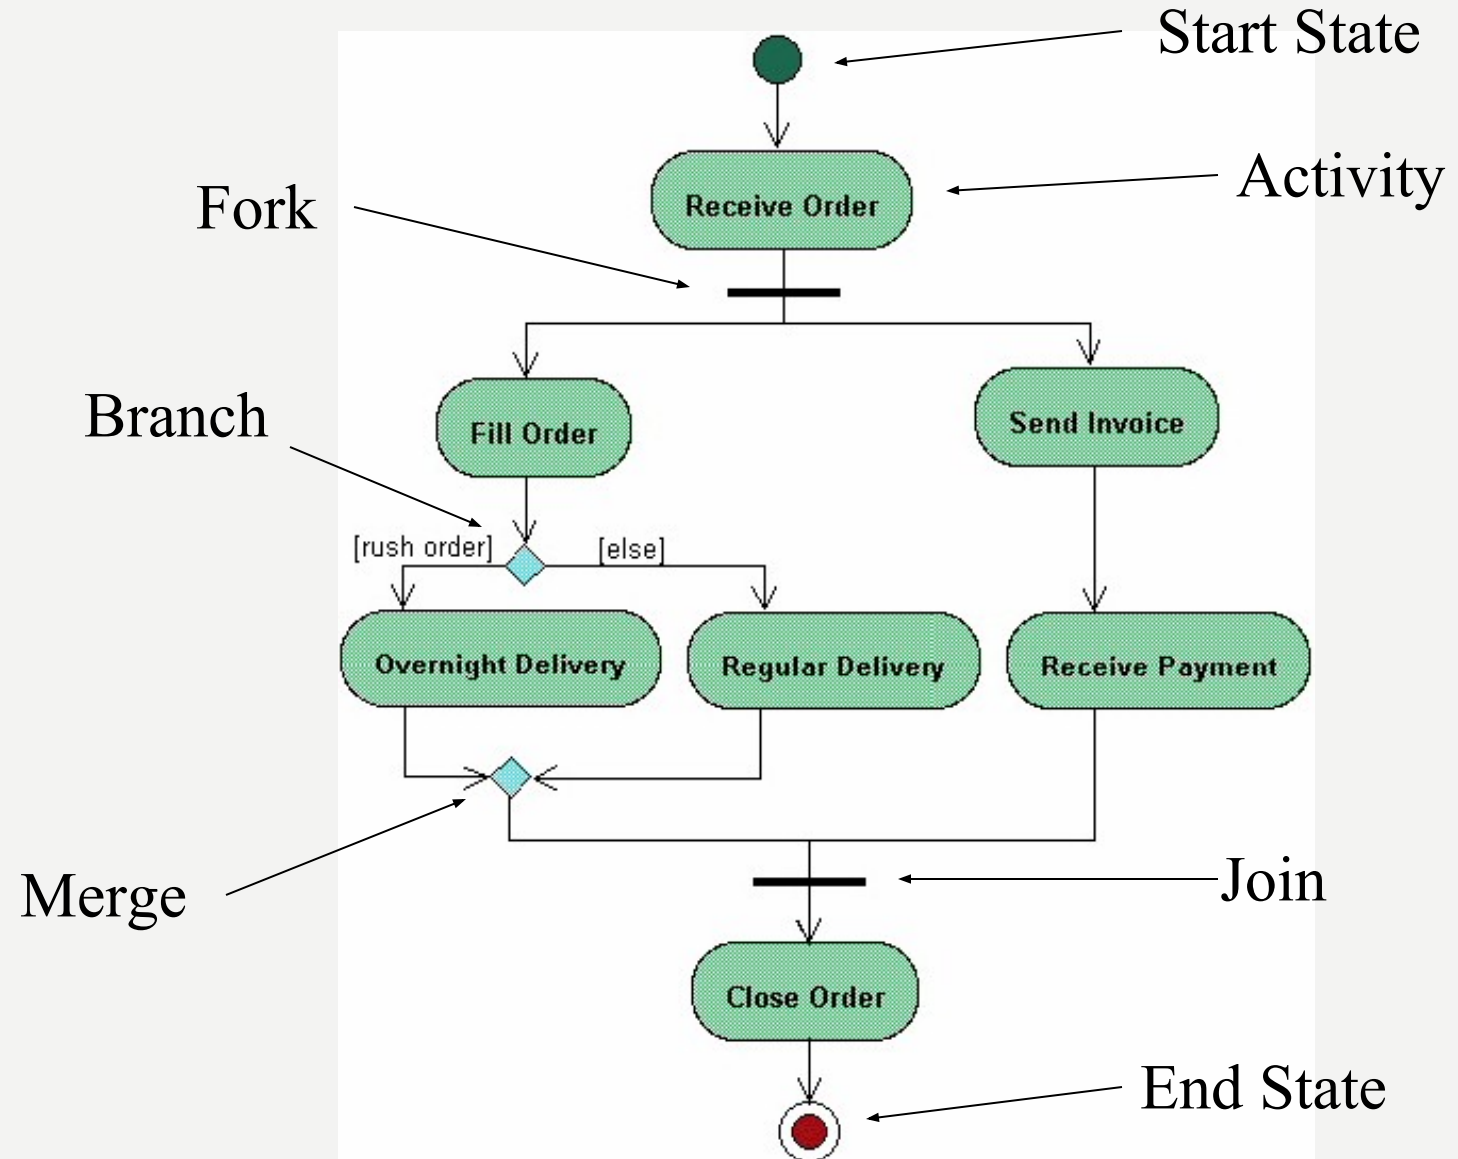 Start State
Activity
Receive Order
Fork
Branch
Fill Order
Send Invoice
[rush order]
[else]
Overnight Delivery
Regular Delivery
Receive Payment
Merge
Join
Close Order
End State